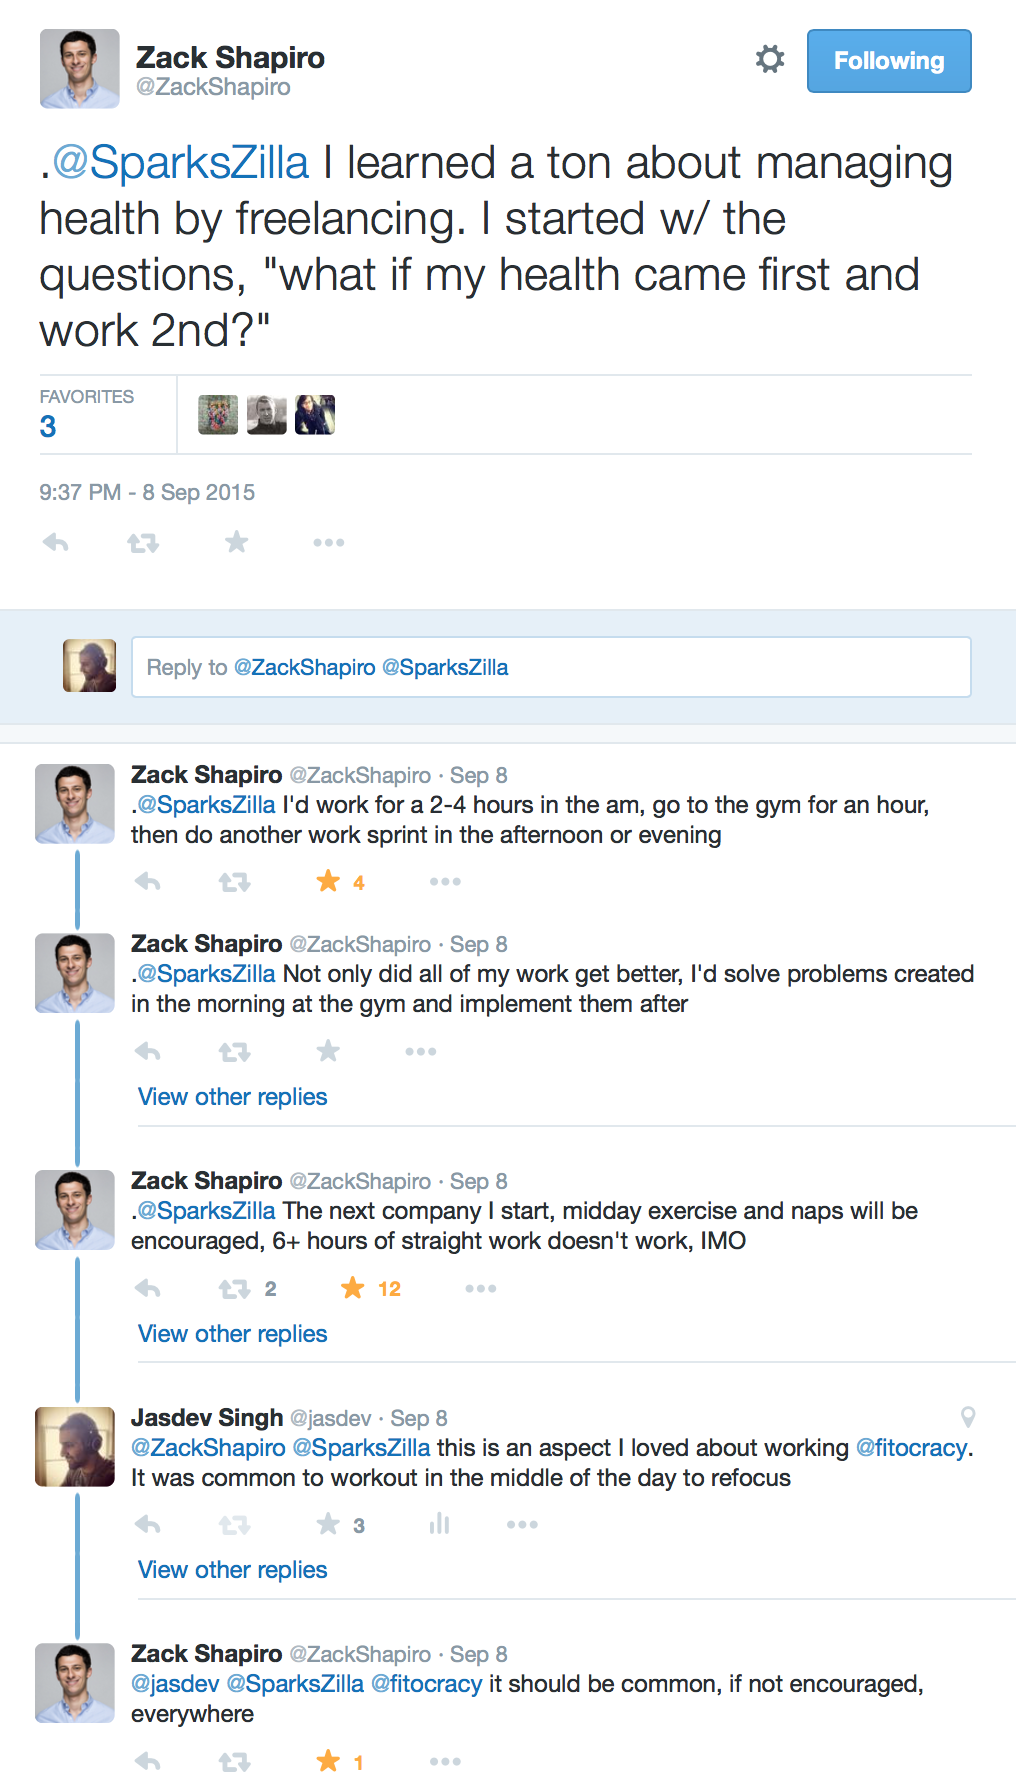 Zack Shapiro
@ZackShapiro
Following
.@SparksZilla I learned a ton about managing
health by freelancing. I started w/ the
questions, "what if my health came first and
work 2nd?"
FAVORITES
3
9:37 PM - 8 Sep 2015
Reply to @ZackShapiro @SparksZilla
Zack Shapiro @ZackShapiro · Sep 8
.@SparksZilla I'd work for a 2-4 hours in the am, go to the gym for an hour,
then do another work sprint in the afternoon or evening
4
Zack Shapiro @ZackShapiro · Sep 8
.@SparksZilla Not only did all of my work get better, I'd solve problems created
in the morning at the gym and implement them after
View other replies
Zack Shapiro @ZackShapiro · Sep 8
.@SparksZilla The next company I start, midday exercise and naps will be
encouraged, 6+ hours of straight work doesn't work, IMO
2 12
View other replies
Jasdev Singh @jasdev · Sep 8
@ZackShapiro @SparksZilla this is an aspect I loved about working @fitocracy.
It was common to workout in the middle of the day to refocus
3
View other replies
Zack Shapiro @ZackShapiro · Sep 8
@jasdev @SparksZilla @fitocracy it should be common, if not encouraged,
everywhere
1